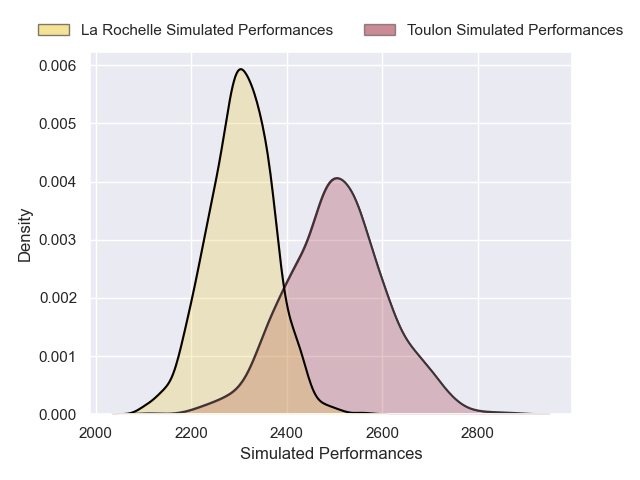 La Rochelle Simulated Performances Toulon Simulated Performances
0.006
0.005
0.004
0.003
0.002
0.001
0.000
Density
2000 2200 2400 2600 2800
Simulated Performances